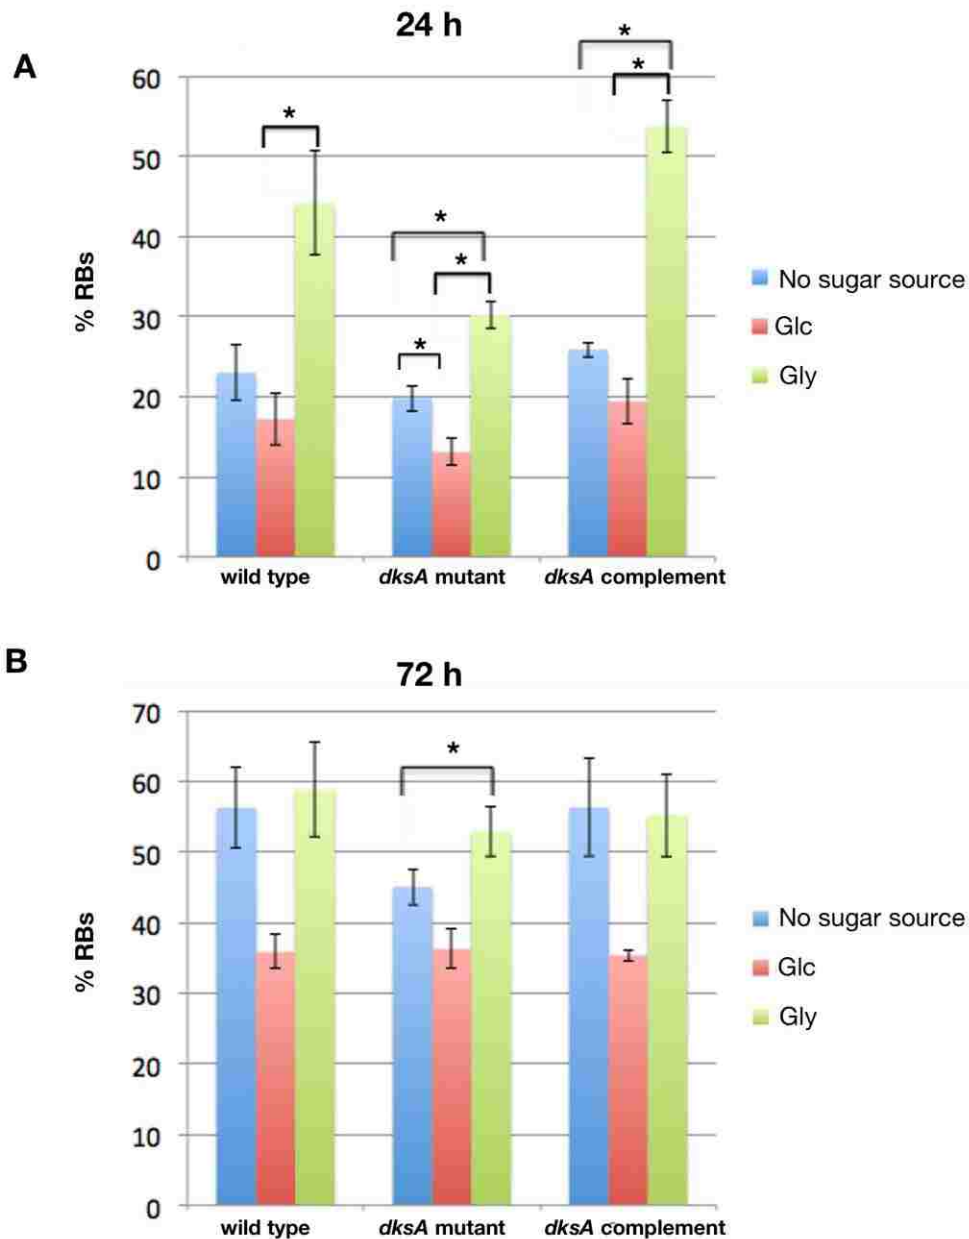 24 h
A
*
*
*
*
*
*
60
50
40
30
20
10
0
% RBs
No sugar source
Glc
Gly
wild type
dksA mutant
dksA complement
B
72 h
*
70
60
50
40
30
20
10
0
% RBs
No sugar source
Glc
Gly
wild type
dksA mutant
dksA complement